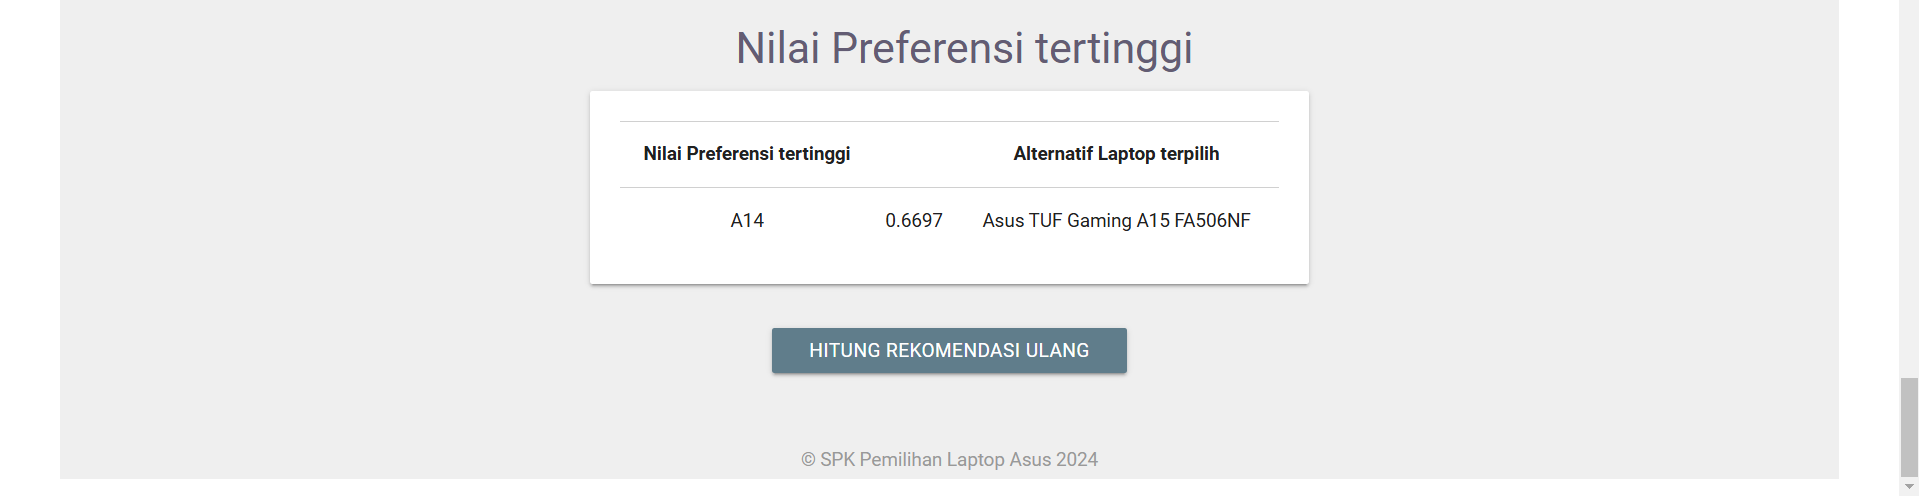 Nilai Preferensi tertinggi
Nilai Preferensi tertinggi Alternatif Laptop terpilih
A14 0.6697 Asus TUF Gaming A15 FA506NF
HITUNG REKOMENDASI ULANG
© SPK Pemilihan Laptop Asus 2024